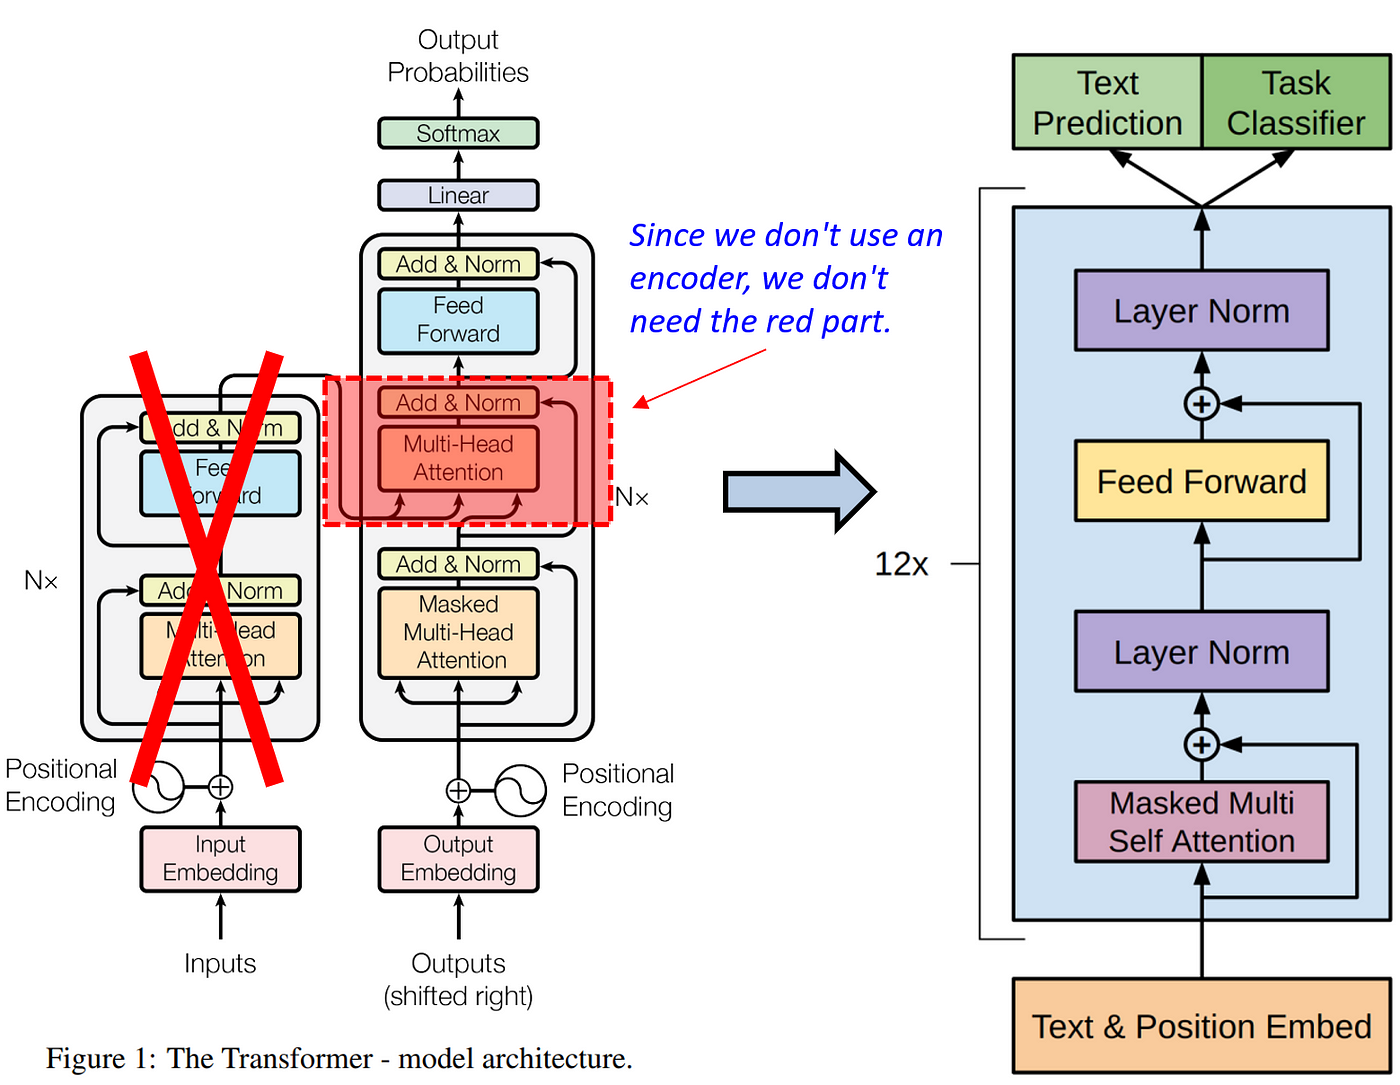 Output
Probabilities
Softmax
Linear
Add & Norm
Feed
Forward
Add & Norm
Multi-Head
Attention
Nx
Add & Norm
Masked
Multi-Head
Attention
Positional
Encoding
Output
Embedding
Outputs
(shifted right)
Add & Norm
Feed
Forward
Nx
Add & Norm
Multi-Head
Attention
Positional
Encoding
Input
Embedding
Inputs
Figure 1: The Transformer - model architecture.
Since we don't use an
encoder, we don't
need the red part.
Text
Prediction
Task
Classifier
12x
Layer Norm
Feed Forward
Layer Norm
Masked Multi
Self Attention
Text & Position Embed